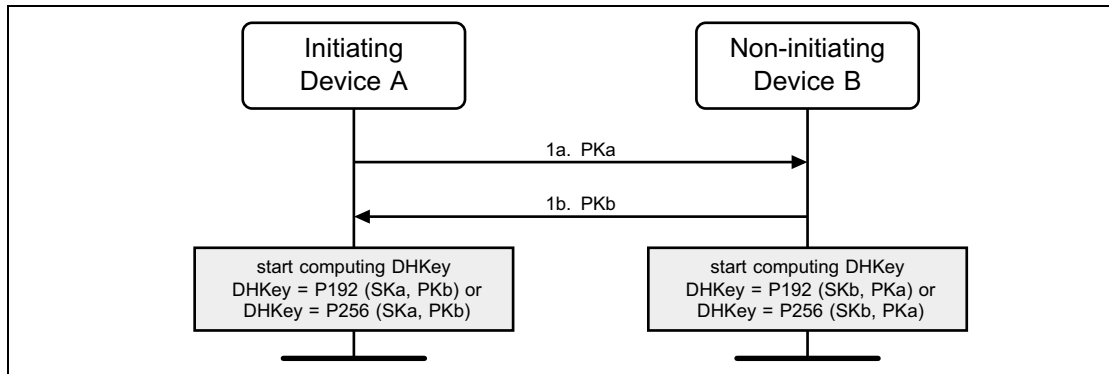 Initiating
Device A
Non-initiating
Device B
1a. PKa
1b. PKb
start computing DHKey
DHKey = P192 (SKa, PKb) or
DHKey = P256 (SKa, PKb)
start computing DHKey
DHKey = P192 (SKb, PKa) or
DHKey = P256 (SKb, PKa)